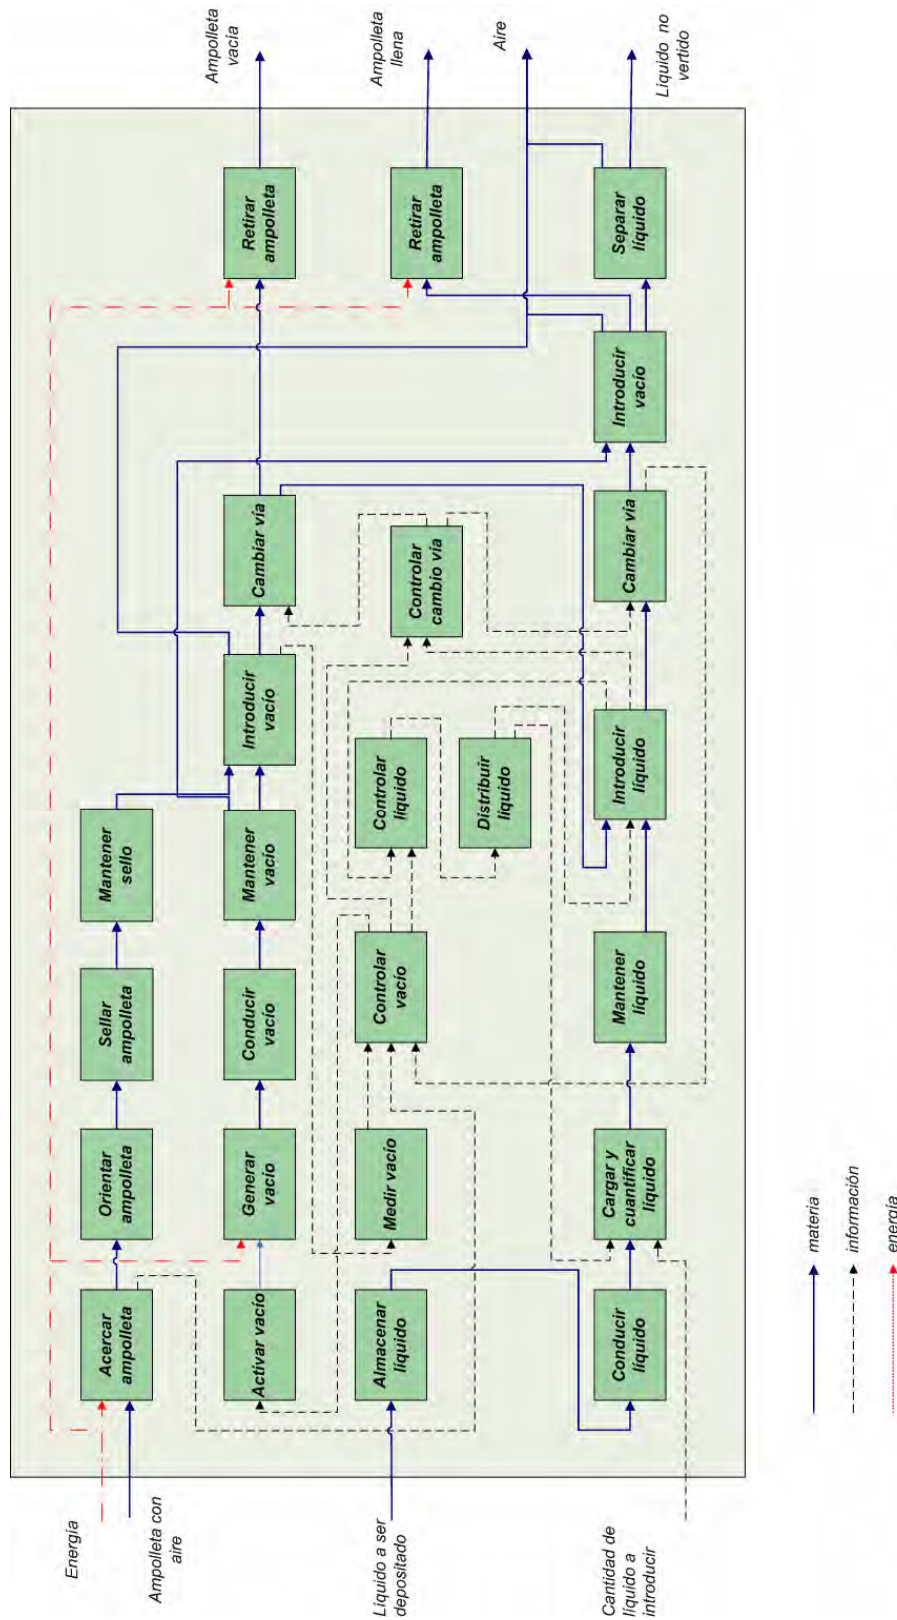 Energía
Ampolleta con
aire
Líquido a ser
depositado
Cantidad de
líquido a
introducir
Acercar
ampolleta
Orientar
ampolleta
Sellar
ampolleta
Mantener
sello
Activar vacío
Generar
vacío
Conducir
vacío
Mantener
vacío
Introducir
vacío
Cambiar vía
Retirar
ampolleta
Almacenar
líquido
Medir vacío
Controlar
vacío
Controlar
líquido
Controlar
cambio vía
Retirar
ampolleta
Distribuir
líquido
Conducir
líquido
Cargar y
cuantificar
líquido
Mantener
líquido
Introducir
líquido
Cambiar vía
Introducir
vacío
Separar
líquido
Ampolleta
vacía
Ampolleta
llena
Aire
Líquido no
vertido
materia
información
energía